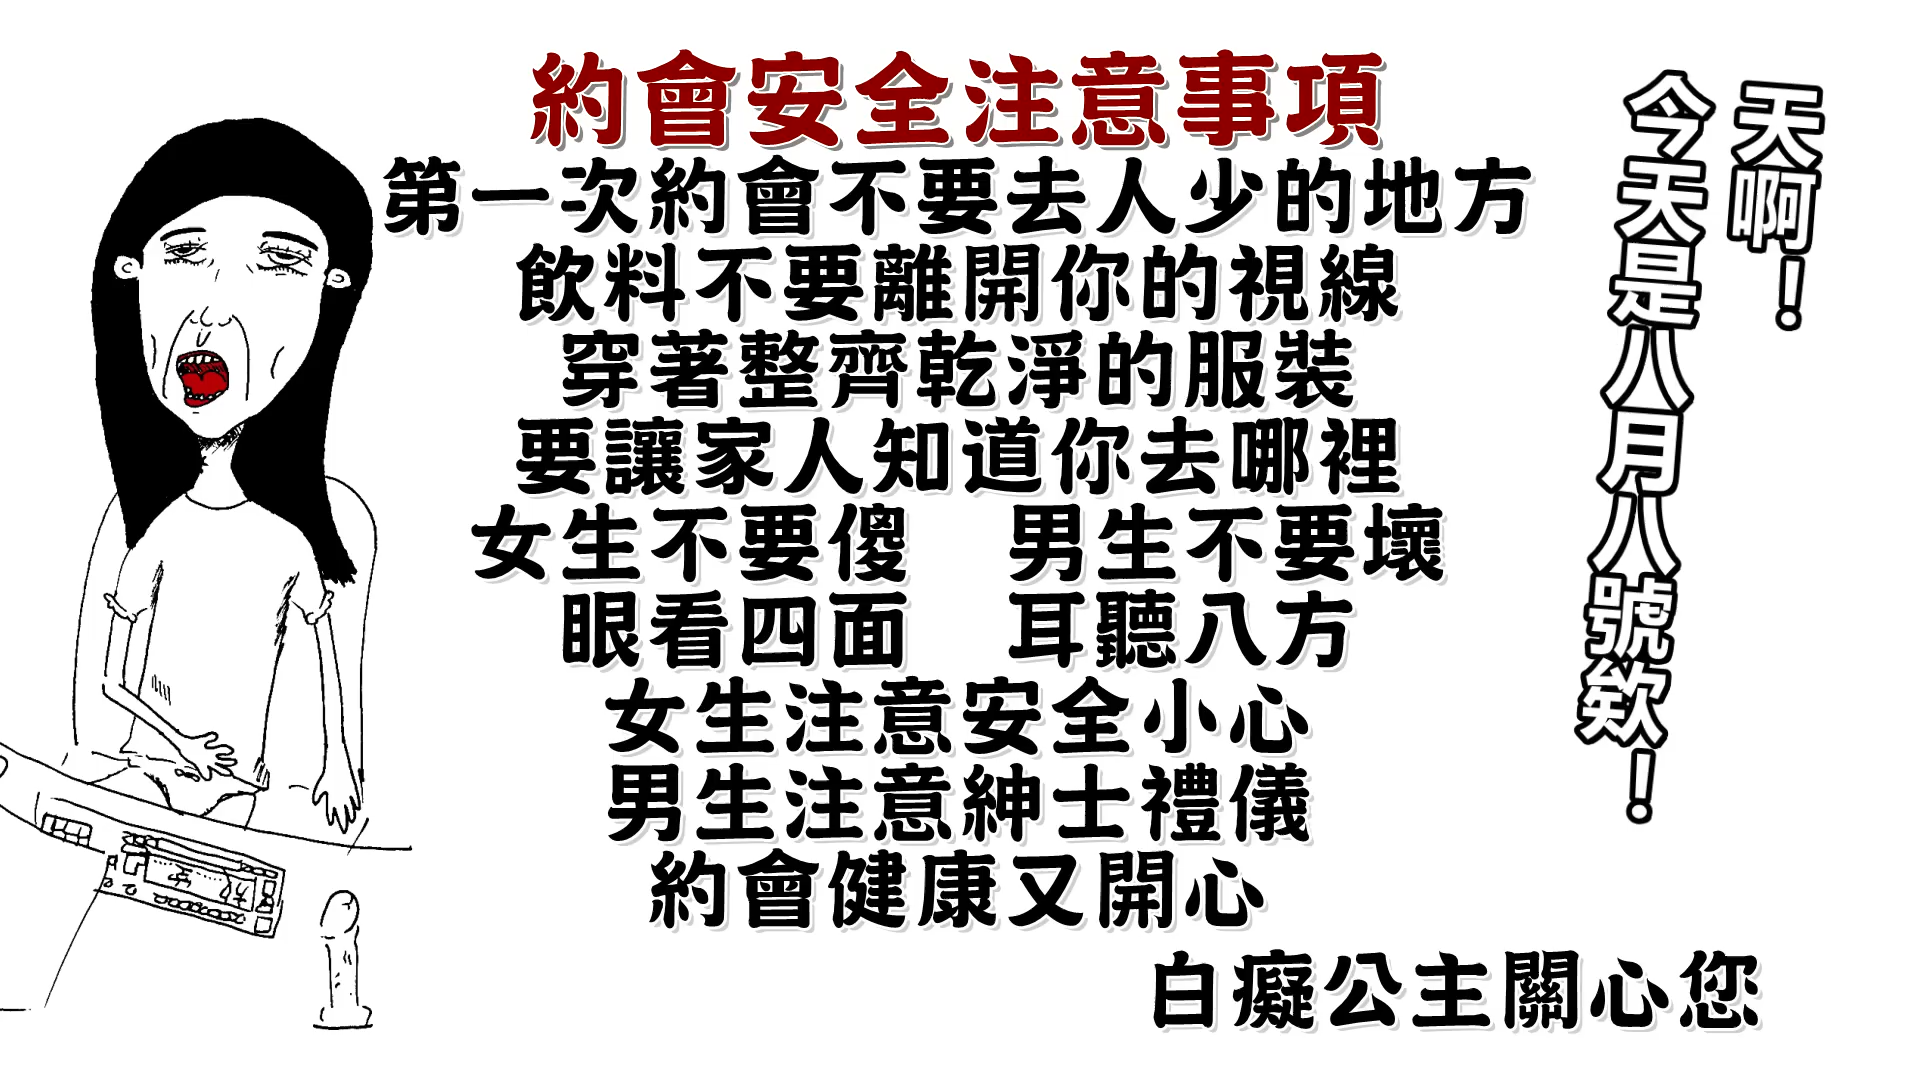 約會安全注意事項
第一次約會不要去人少的地方
飲料不要離開你的視線
穿著整齊乾淨的服裝
要讓家人知道你去哪裡
女生不要傻 男生不要壞
眼看四面 耳聽八方
女生注意安全小心
男生注意紳士禮儀
約會健康又開心
白癡公主關心您
天啊!
今天是八月八號欸!